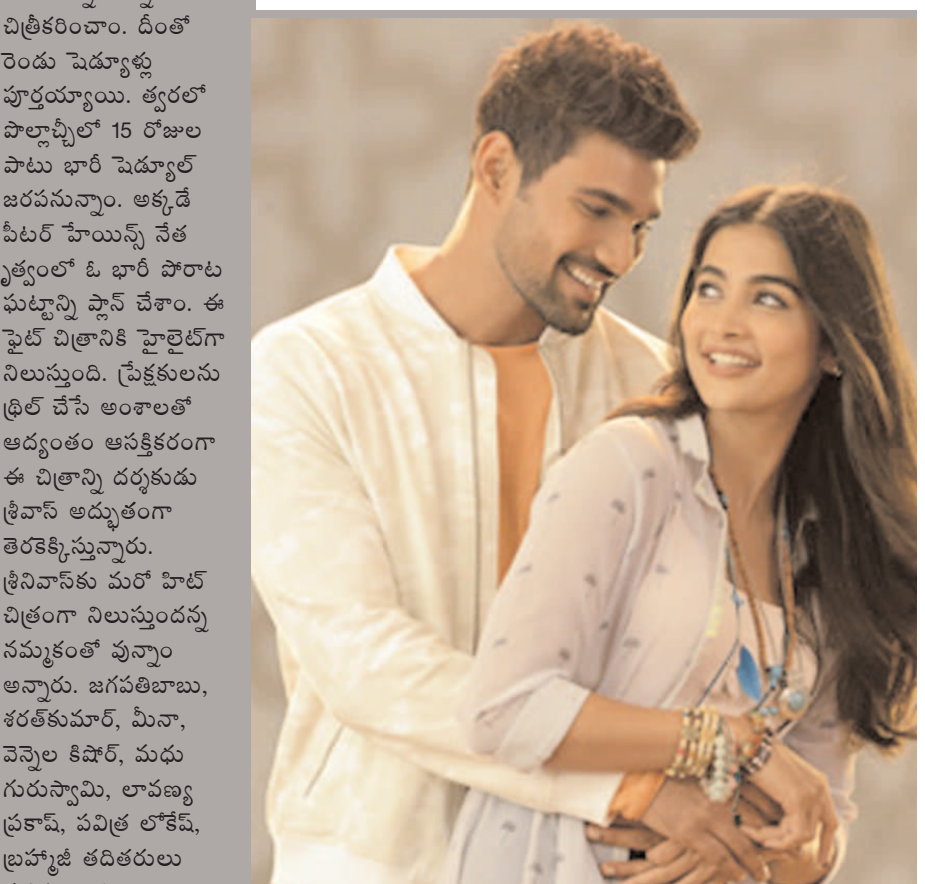 చిత్రీకరించాం. దీంతో
రెండు షెడ్యూళ్లు
పూర్తయ్యాయి. త్వరలో
పొల్లాచ్చీలో 15 రోజుల
పాటు భారీ షెడ్యూల్
జరపనున్నాం. అక్కడే
పీటర్ హేయిన్స్ నేత
ృత్వంలో ఓ భారీ పోరాట
ఘట్టాన్ని ప్లాన్ చేశాం. ఈ
ఫైట్ చిత్రానికి హైలైట్‌గా
నిలుస్తుంది. ప్రేక్షకులను
థ్రిల్ చేసే అంశాలతో
ఆద్యంతం ఆసక్తికరంగా
ఈ చిత్రాన్ని దర్శకుడు
శ్రీవాస్ అద్భుతంగా
తెరకెక్కిస్తున్నారు.
శ్రీనివాస్‌కు మరో హిట్
చిత్రంగా నిలుస్తుందన్న
నమ్మకంతో వున్నాం
అన్నారు. జగపతిబాబు,
శరత్‌కుమార్, మీనా,
వెన్నెల కిషోర్, మధు
గురుస్వామి, లావణ్య
ప్రకాష్, పవిత్ర లోకేష్,
బ్రహ్మాజీ తదితరులు